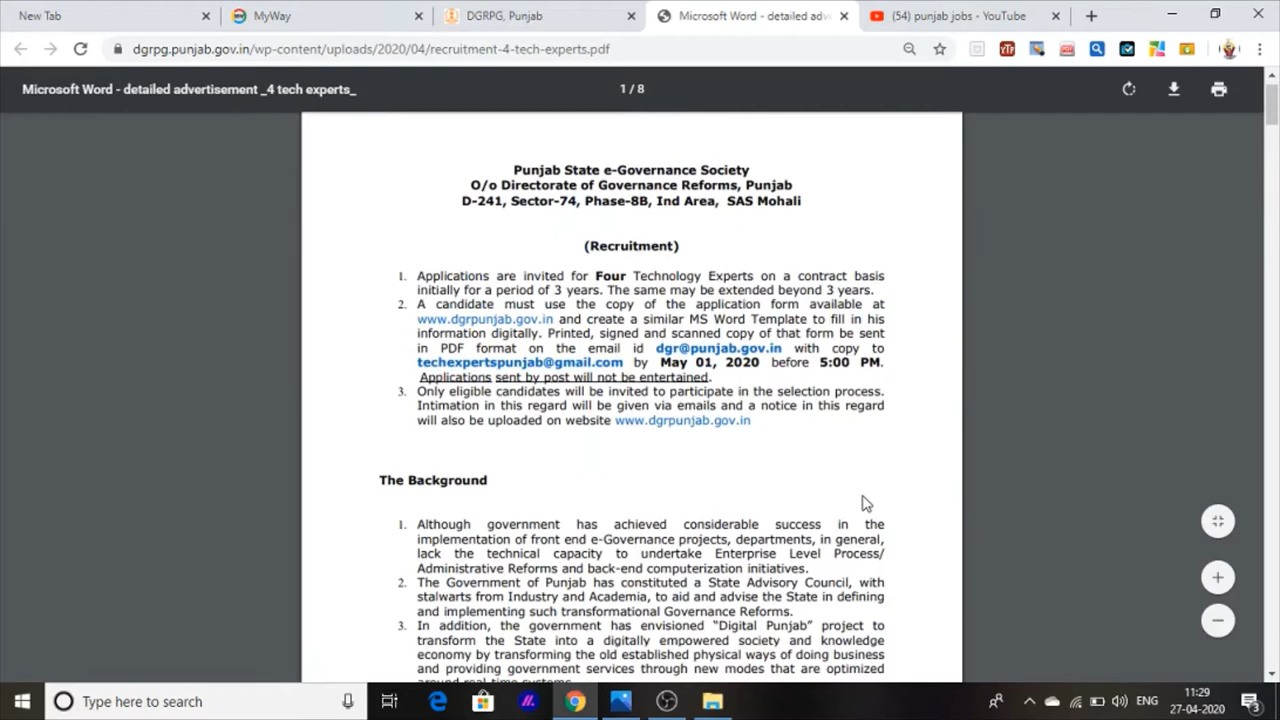 New Tab
MyWay
DGRPG, Punjab
Microsoft Word - detailed adv
(54) punjab jobs - YouTube
dgrpg.punjab.gov.in/wp-content/uploads/2020/04/recruitment-4-tech-experts.pdf
Microsoft Word - detailed advertisement _4 tech experts_
1 / 8
Punjab State e-Governance Society
O/o Directorate of Governance Reforms, Punjab
D-241, Sector-74, Phase-8B, Ind Area, SAS Mohali
(Recruitment)
1. Applications are invited for Four Technology Experts on a contract basis
initially for a period of 3 years. The same may be extended beyond 3 years.
2. A candidate must use the copy of the application form available at
www.dgrpunjab.gov.in and create a similar MS Word Template to fill in his
information digitally. Printed, signed and scanned copy of that form be sent
in PDF format on the email id dgr@punjab.gov.in with copy to
techexpertspunjab@gmail.com by May 01, 2020 before 5:00 PM.
Applications sent by post will not be entertained.
3. Only eligible candidates will be invited to participate in the selection process.
Intimation in this regard will be given via emails and a notice in this regard
will also be uploaded on website www.dgrpunjab.gov.in
The Background
1. Although government has achieved considerable success in the
implementation of front end e-Governance projects, departments, in general,
lack the technical capacity to undertake Enterprise Level Process/
Administrative Reforms and back-end computerization initiatives.
2. The Government of Punjab has constituted a State Advisory Council, with
stalwarts from Industry and Academia, to aid and advise the State in defining
and implementing such transformational Governance Reforms.
3. In addition, the government has envisioned "Digital Punjab" project to
transform the State into a digitally empowered society and knowledge
economy by transforming the old established physical ways of doing business
and providing government services through new modes that are optimized
around real time systems.
Type here to search
ENG
11:29
27-04-2020
3